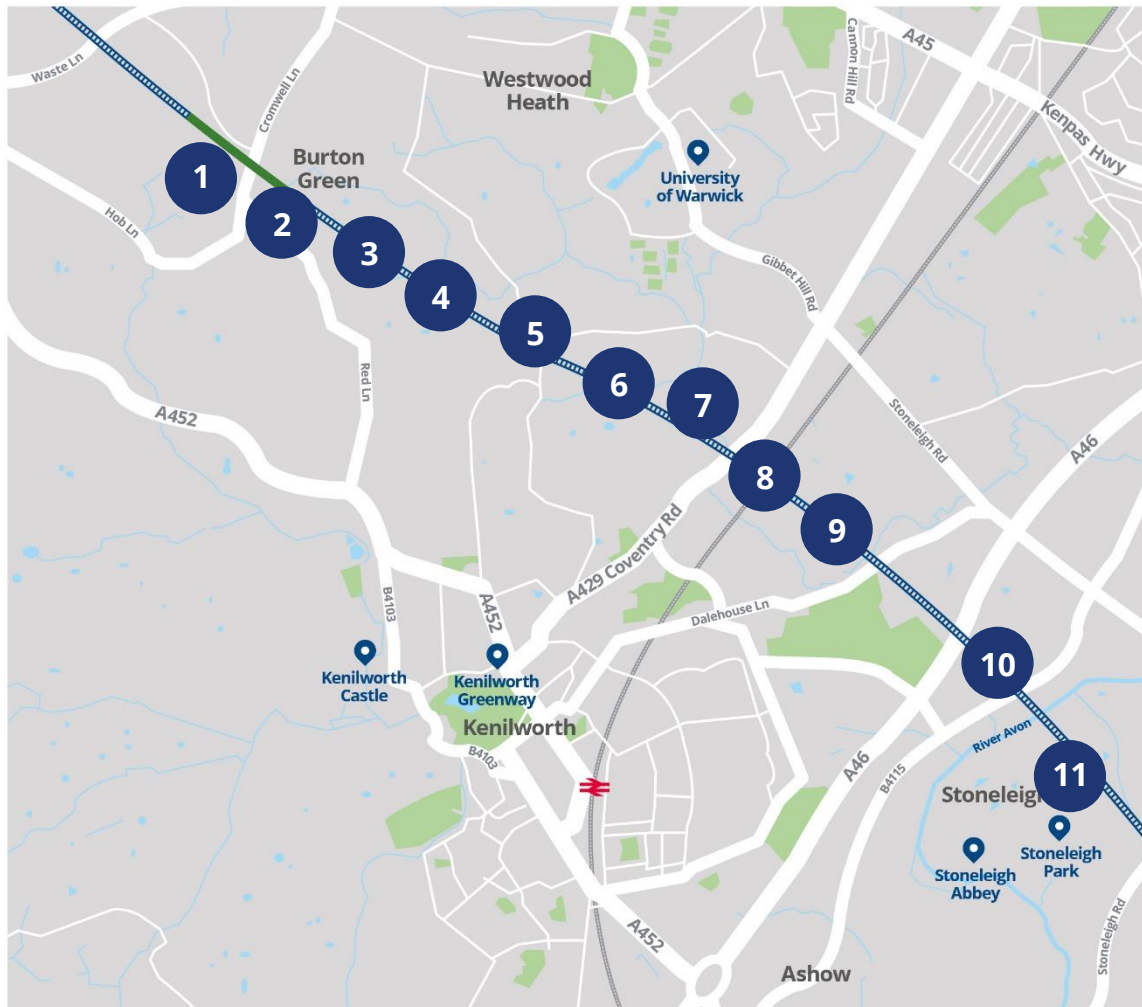 A45
Cannon Hill Rd
Waste Ln
Westwood
Heath
Cromwell Ln
Kenpas Hwy
Burton
Green
1
University
of Warwick
2
Hob Ln
3
Gibbet Hill Rd
4
5
Red Ln
6
7
A452
Stoneleigh Rd
A46
8
9
A429 Coventry Rd
B4103
A452
Dalehouse Ln
Kenilworth
Castle
Kenilworth
Greenway
10
Kenilworth
River Avon
B4103
A46
11
B4115
Stoneleigh
Stoneleigh
Park
Stoneleigh
Abbey
A452
Stoneleigh Rd
Ashow